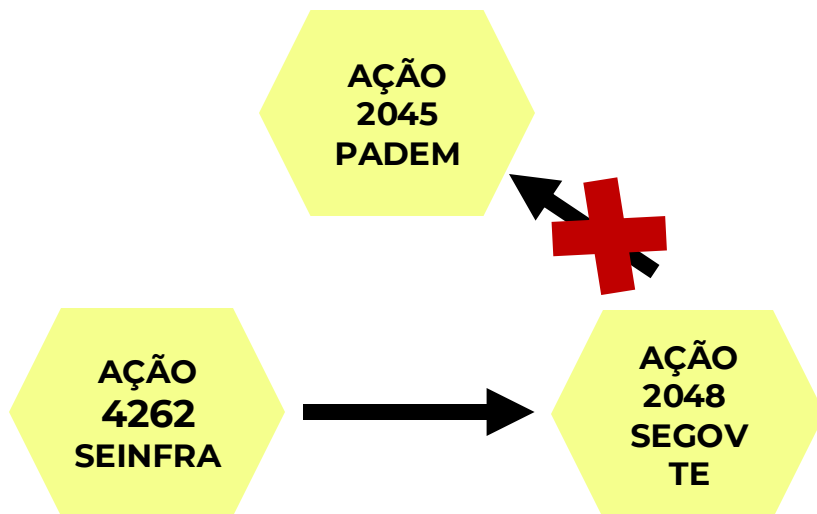 AÇÃO
2045
PADEM
AÇÃO
4262
SEINFRA
AÇÃO
2048
SEGOV
TE